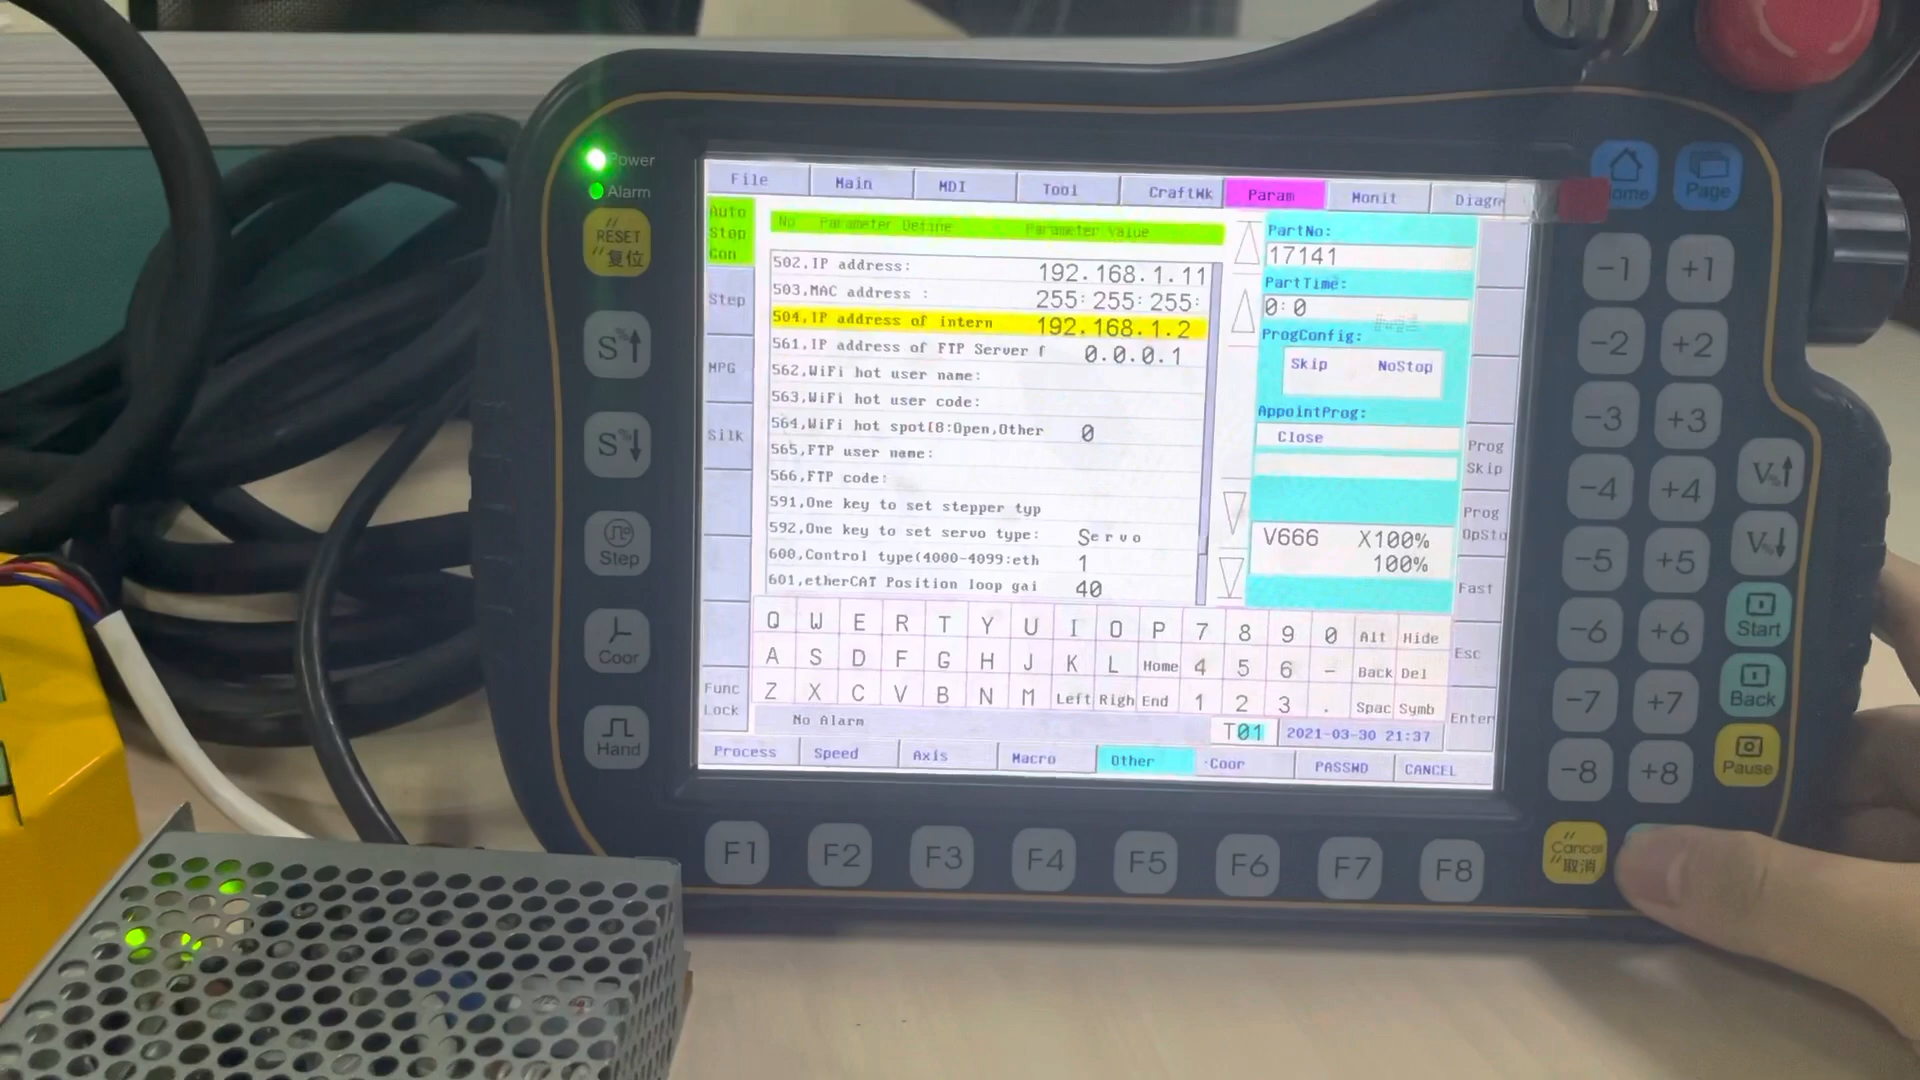 Power
Alarm
RESET
复位
S%↑
S%↓
Step
Coor
Hand
File Main MDI Tool CraftWk Param Monit Diagn
Page
Auto
Stop
Con
Step
MPG
Silk
Func
Lock
No Parameter Define Parameter Value
502,IP address: 192.168.1.11
503,MAC address : 255:255:255:
504,IP address of intern 192.168.1.2
561,IP address of FTP Server f 0.0.0.1
562,WiFi hot user name:
563,WiFi hot user code:
564,WiFi hot spot[8:Open,Other 0
565,FTP user name:
566,FTP code:
591,One key to set stepper typ
592,One key to set servo type: Servo
600,Control type(4000-4099:eth 1
601,etherCAT Position loop gai 40
PartNo:
17141
PartTime:
0: 0
ProgConfig:
Skip NoStop
AppointProg:
Close
V666 X100%
100%
Prog
Skip
Prog
OpSto
Fast
Esc
Enter
Q W E R T Y U I O P 7 8 9 0 Alt Hide
A S D F G H J K L Home 4 5 6 - Back Del
Z X C V B N M Left Righ End 1 2 3 . Spac Symb
No Alarm T01 2021-03-30 21:37
Process Speed Axis Macro Other Coor PASSWD CANCEL
F1 F2 F3 F4 F5 F6 F7 F8
-1 +1
-2 +2
-3 +3
-4 +4
-5 +5
-6 +6
-7 +7
-8 +8
V%↑
V%↓
Start
Back
Pause
Cancel
取消